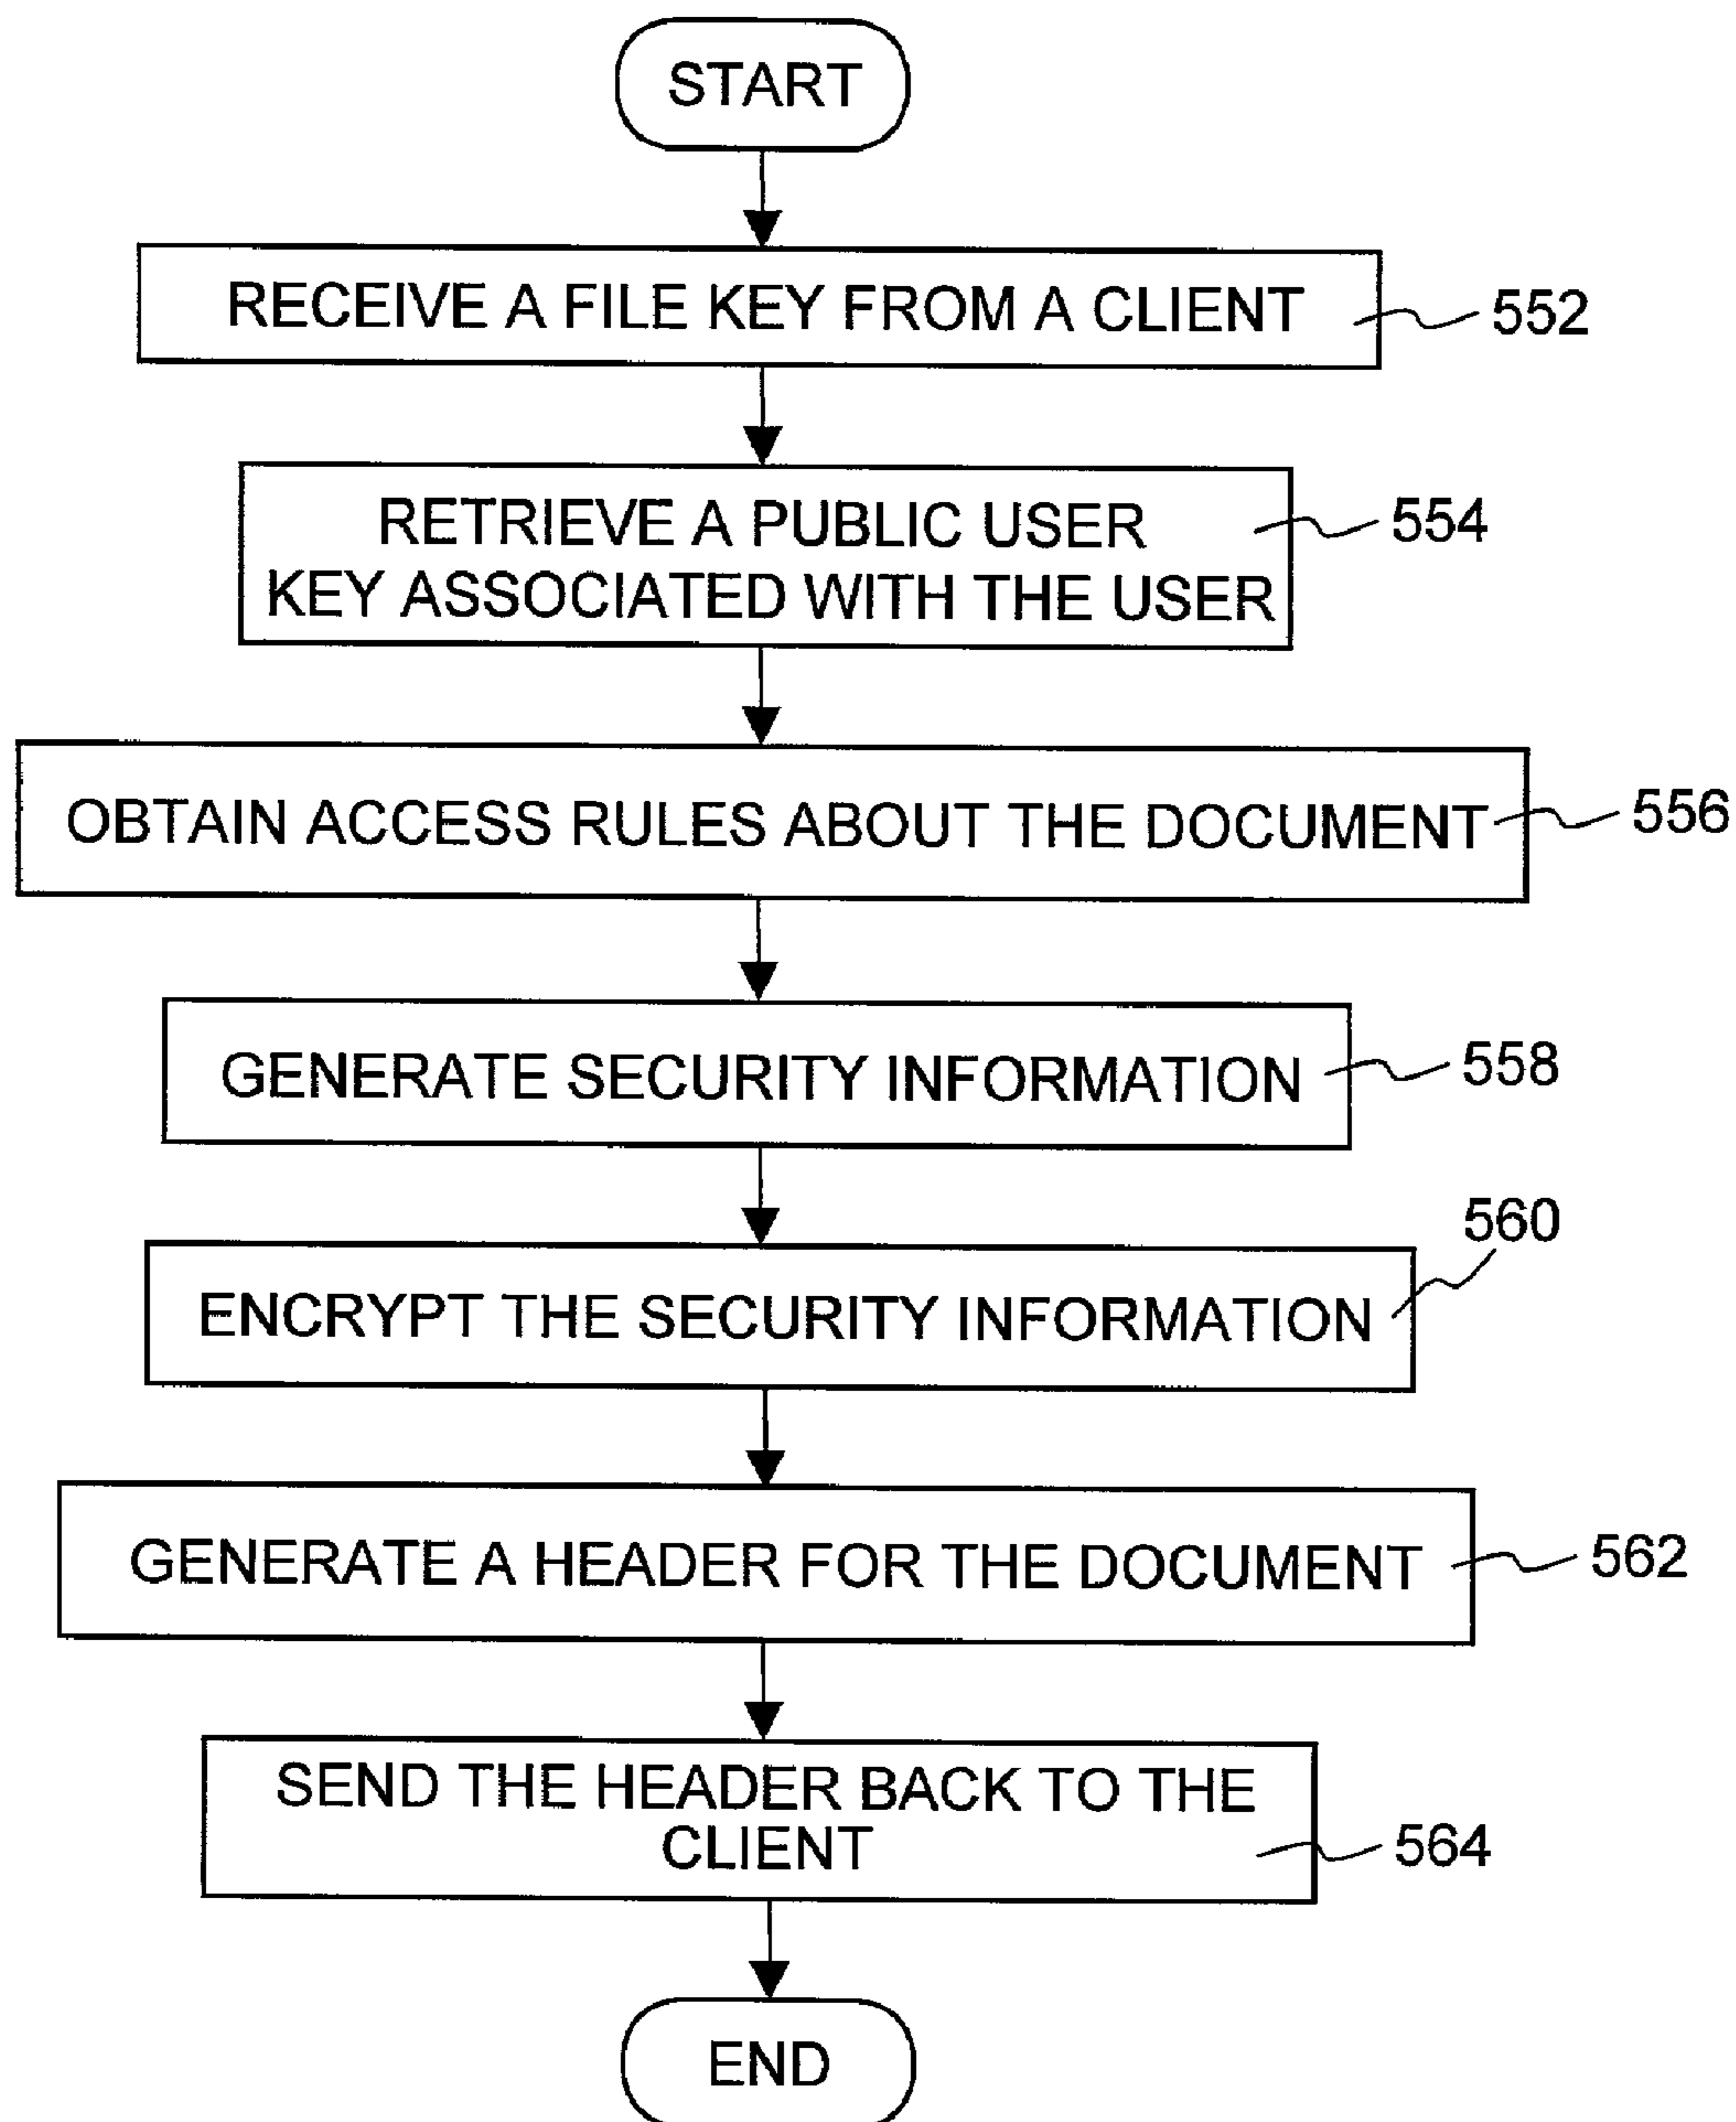 START
RECEIVE A FILE KEY FROM A CLIENT
552
RETRIEVE A PUBLIC USER
KEY ASSOCIATED WITH THE USER
554
OBTAIN ACCESS RULES ABOUT THE DOCUMENT
556
GENERATE SECURITY INFORMATION
558
560
ENCRYPT THE SECURITY INFORMATION
GENERATE A HEADER FOR THE DOCUMENT
562
SEND THE HEADER BACK TO THE
CLIENT
564
END